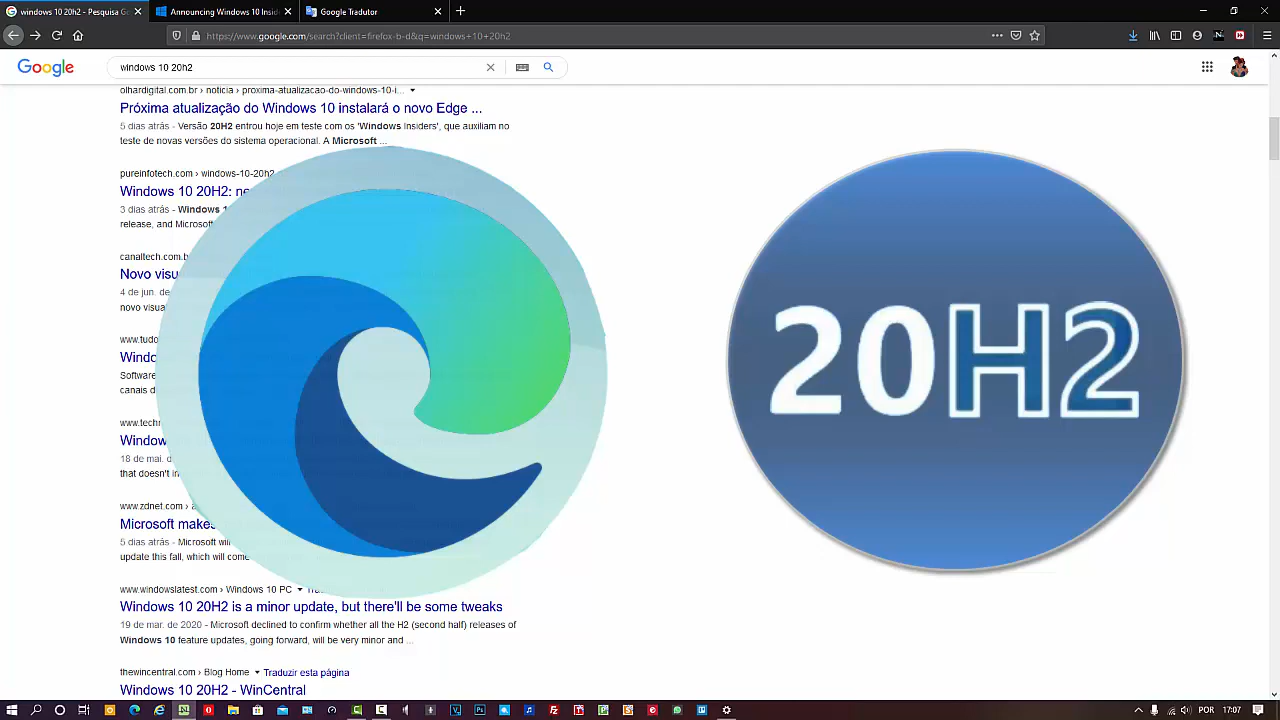 windows 10 20h2 - Pesquisa Go
Announcing Windows 10 Insid
Google Tradutor
https://www.google.com/search?client=firefox-b-d&q=windows+10+20h2
Google
windows 10 20h2
olhardigital.com.br › noticia › proxima-atualizacao-do-windows-10-i...
Próxima atualização do Windows 10 instalará o novo Edge ...
5 dias atrás - Versão 20H2 entrou hoje em teste com os 'Windows Insiders', que auxiliam no
teste de novas versões do sistema operacional. A Microsoft ...
pureinfotech.com › windows-10-20h2
Windows 10 20H2: ne
3 dias atrás - Windows 1
release, and Microsof
canaltech.com.b
Novo visu
4 de jun. de
novo visua
www.tudo
Windo
Software
canais d
www.techr
Window
18 de mai. d
that doesn't in
www.zdnet.com › a
Microsoft makes
5 dias atrás - Microsoft wil
update this fall, which will come
www.windowslatest.com › Windows 10 PC
Windows 10 20H2 is a minor update, but there'll be some tweaks
19 de mar. de 2020 - Microsoft declined to confirm whether all the H2 (second half) releases of
Windows 10 feature updates, going forward, will be very minor and ...
thewincentral.com › Blog Home Traduzir esta página
Windows 10 20H2 - WinCentral
20H2
POR 17:07